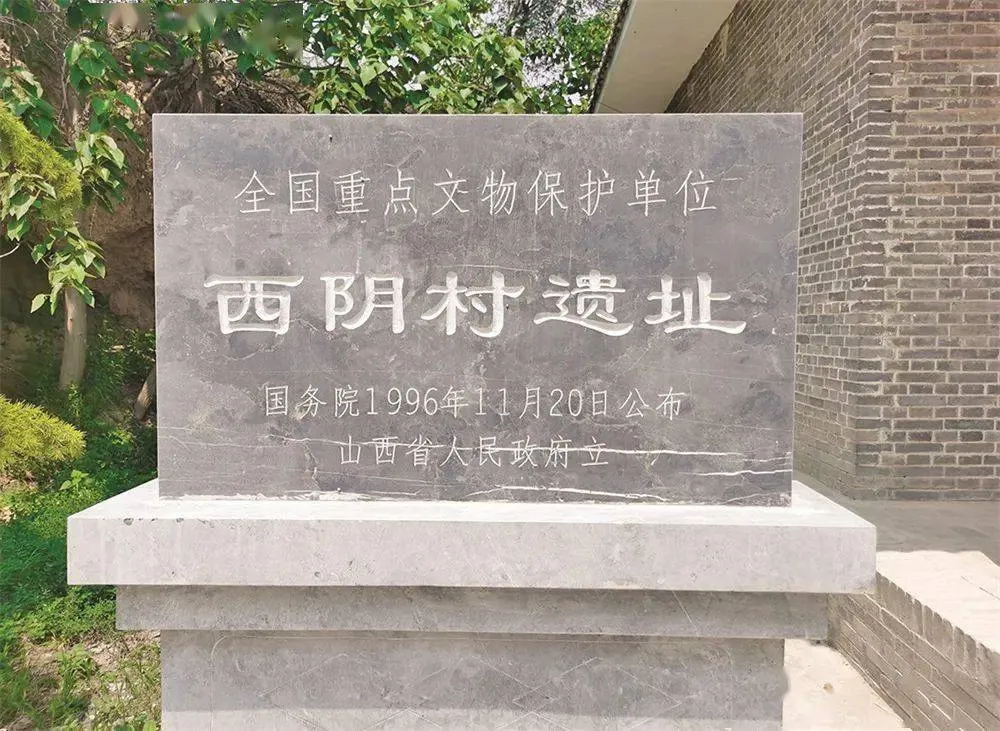 全国重点文物保护单位
西阴村遗址
国务院1996年11月20日公布
山西省人民政府立